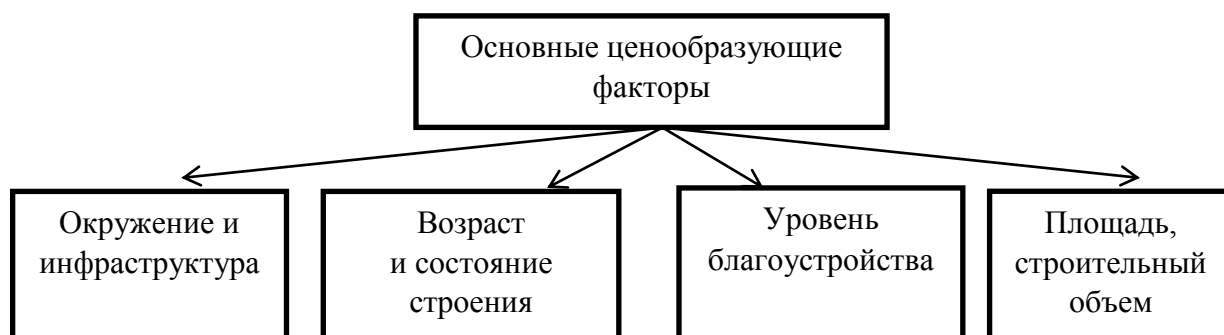 Основные ценообразующие
факторы
Окружение и
инфраструктура
Возраст
и состояние
строения
Уровень
благоустройства
Площадь,
строительный
объем